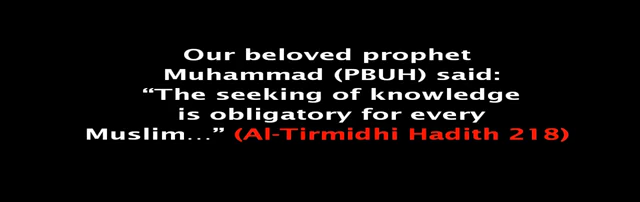 Our beloved prophet
Muhammad (PBUH) said:
“The seeking of knowledge
is obligatory for every
Muslim...” (Al-Tirmidhi Hadith 218)